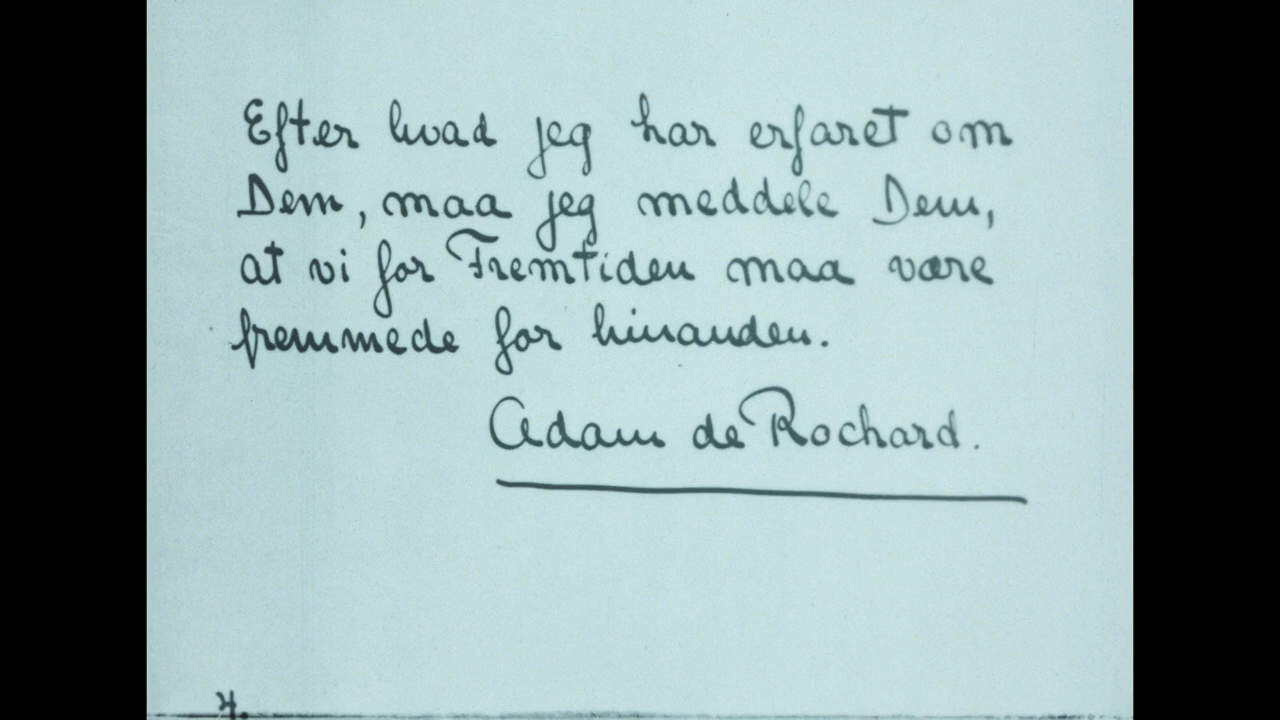 Efter hvad jeg har erfaret om
Dem, maa jeg meddele Dem,
at vi for Fremtiden maa være
fremmede for hinanden.
Adam de Rochard.
4.